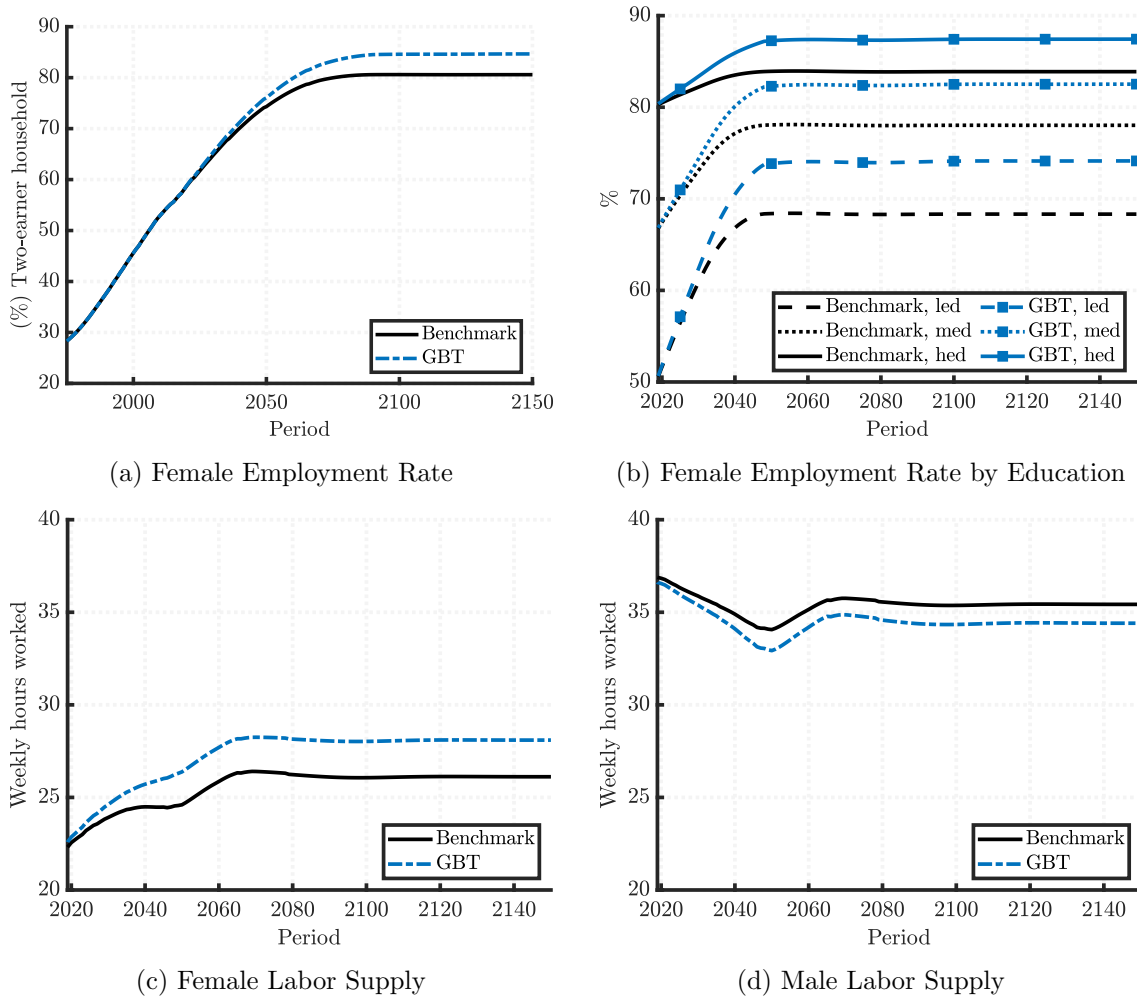 90
80
70
60
50
40
30
20
(%) Two-earner household
2000
2050
2100
2150
Period
Benchmark
GBT
(a) Female Employment Rate
90
80
70
60
50
%
2020
2040
2060
2080
2100
2120
2140
Period
Benchmark, led
Benchmark, med
Benchmark, hed
GBT, led
GBT, med
GBT, hed
(b) Female Employment Rate by Education
40
35
30
25
20
Weekly hours worked
2020
2040
2060
2080
2100
2120
2140
Period
Benchmark
GBT
(c) Female Labor Supply
40
35
30
25
20
Weekly hours worked
2020
2040
2060
2080
2100
2120
2140
Period
Benchmark
GBT
(d) Male Labor Supply